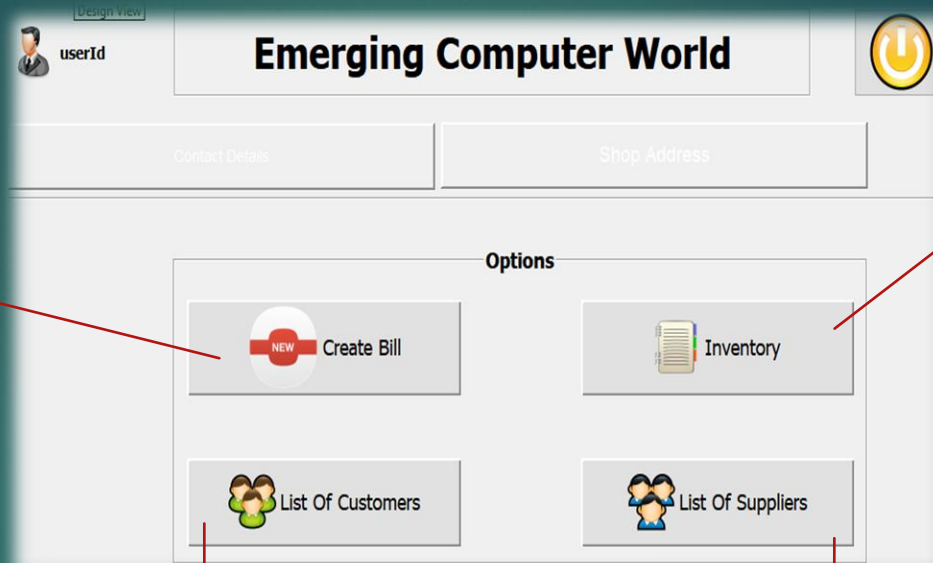 Design View
userId
Emerging Computer World
Contact Details
Shop Address
Options
NEW
Create Bill
Inventory
List Of Customers
List Of Suppliers